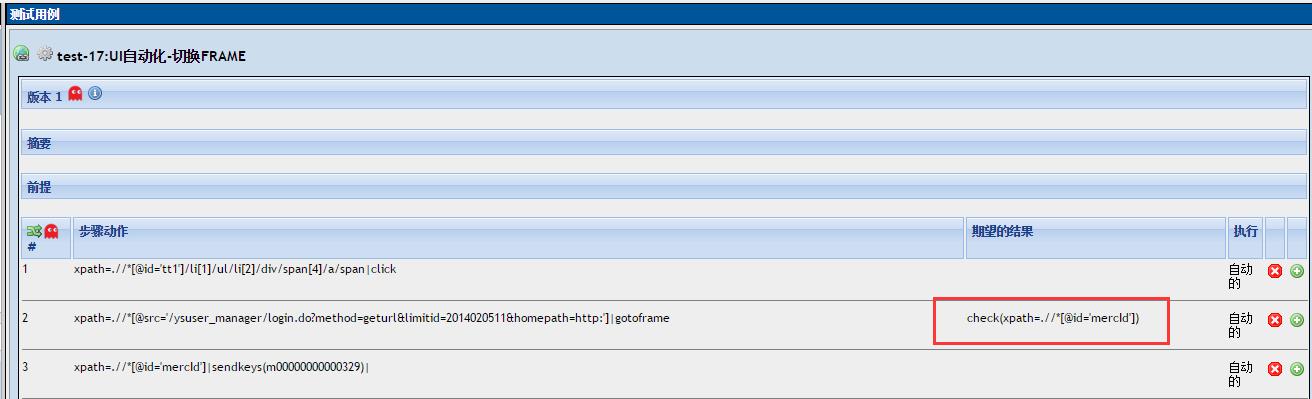 测试用例
test-17:UI自动化-切换FRAME
版本 1
摘要
前提
# 步骤动作 期望的结果 执行
1 xpath=.//*[@id='tt1']/li[1]/ul/li[2]/div/span[4]/a/span|click 自动的
2 xpath=.//*[@src='/ysuser_manager/login.do?method=geturl&limitid=2014020511&homepath=http:']|gotoframe check(xpath=.//*[@id='mercId']) 自动的
3 xpath=.//*[@id='mercId']|sendkeys(m00000000000329)| 自动的